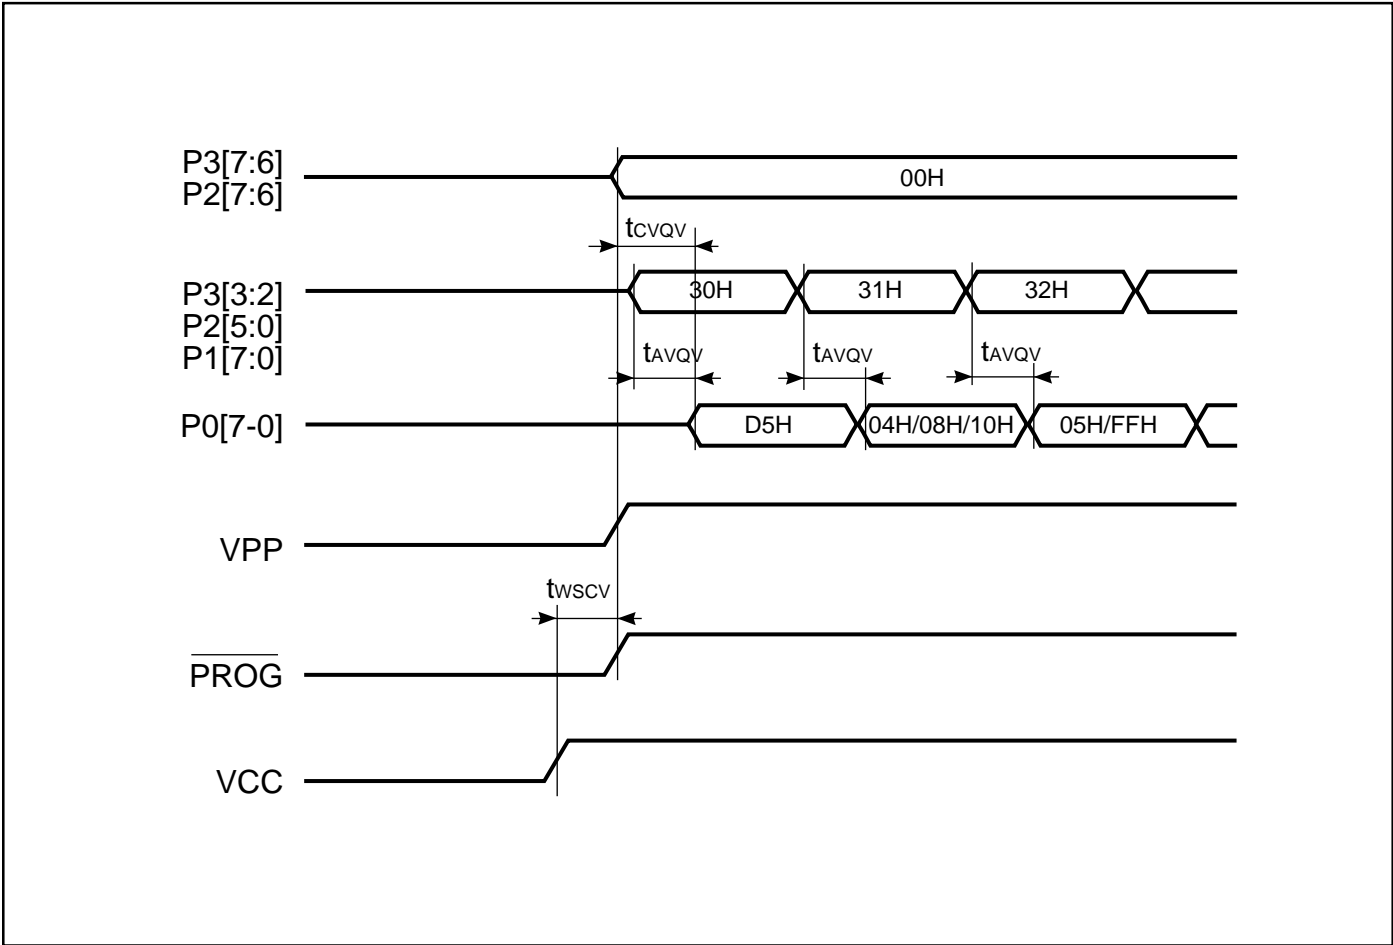 P3[7:6]
P2[7:6]
00H
tCVQV
P3[3:2]
P2[5:0]
P1[7:0]
30H
31H
32H
tAVQV
tAVQV
tAVQV
P0[7-0]
D5H
04H/08H/10H
05H/FFH
VPP
tWSCV
PROG
VCC